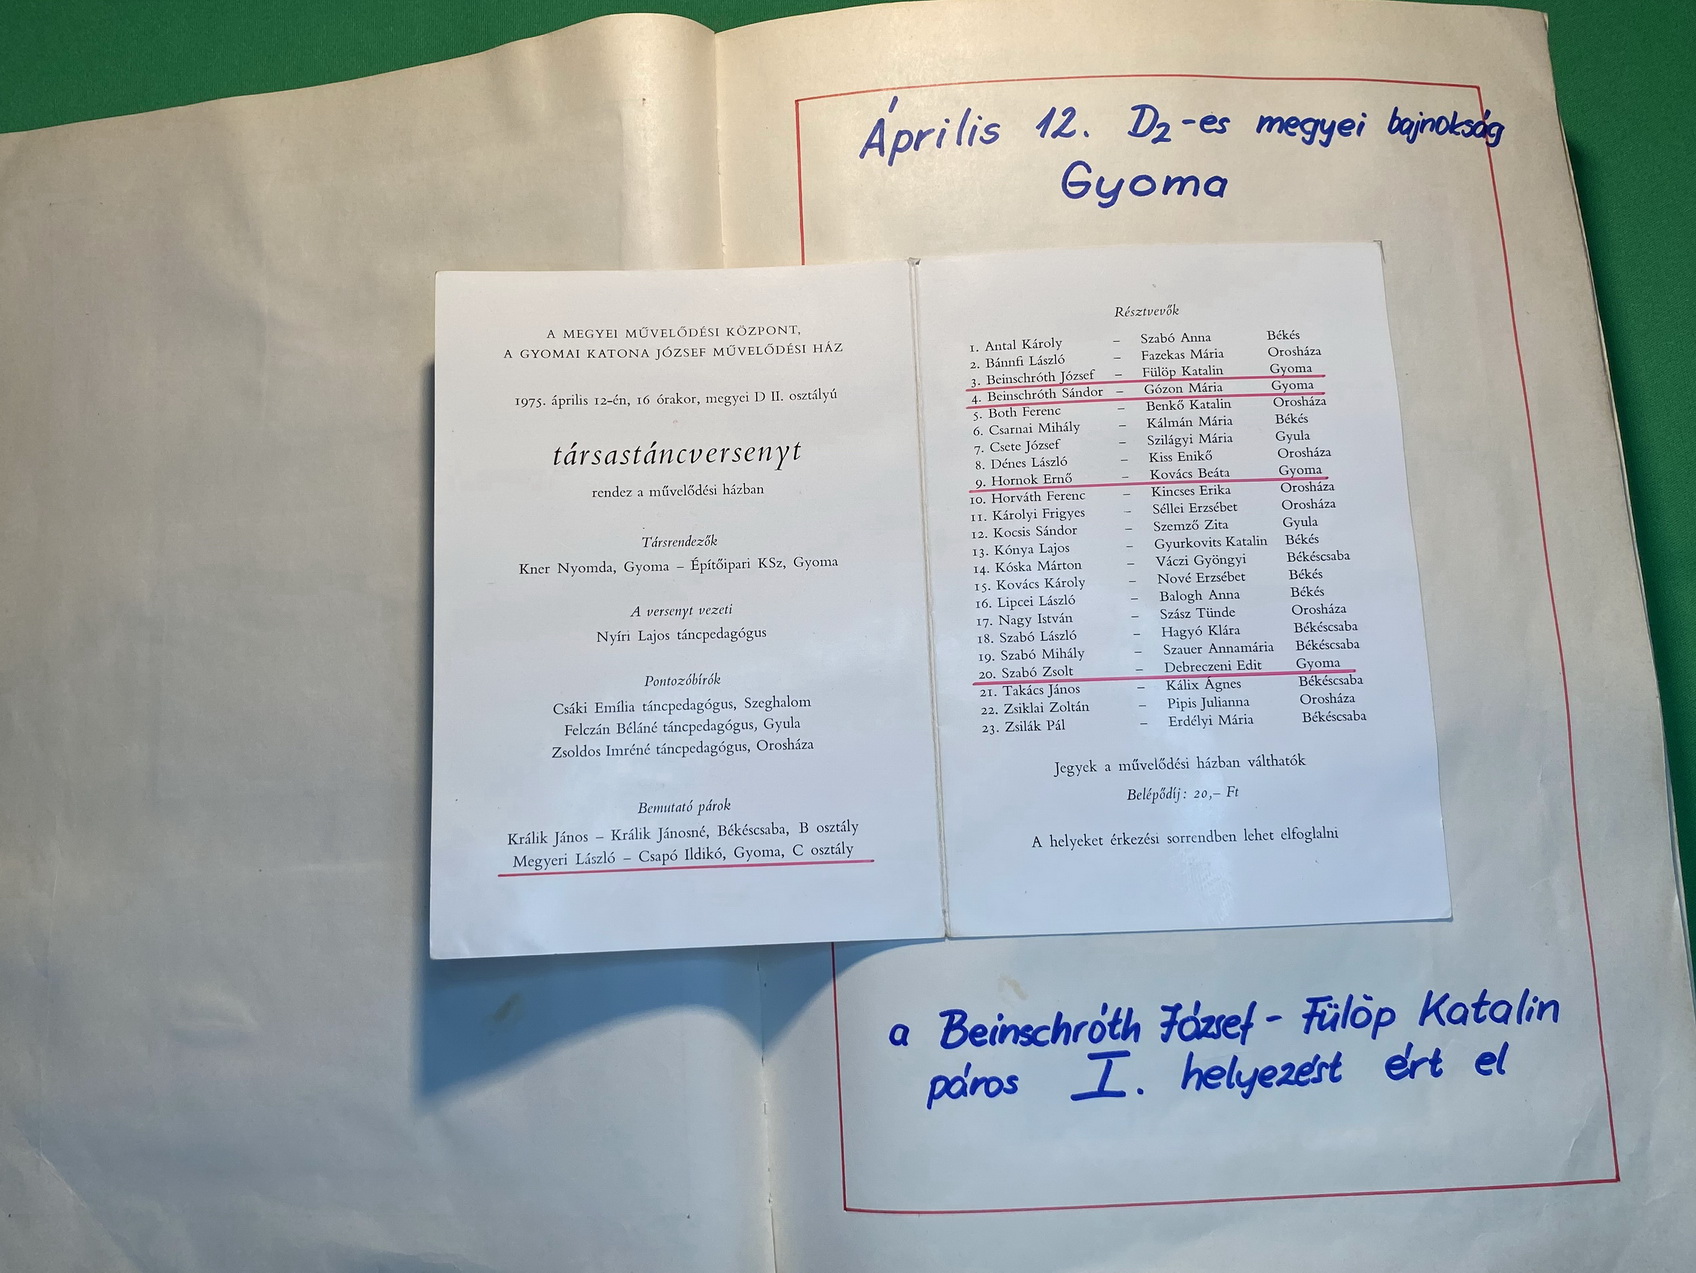 Április 12. D2-es megyei bajnokság
Gyoma
A MEGYEI MŰVELŐDÉSI KÖZPONT,
A GYOMAI KATONA JÓZSEF MŰVELŐDÉSI HÁZ
1975. április 12-én, 16 órakor, megyei D II. osztályú
társastáncversenyt
rendez a művelődési házban
Társrendezők
Kner Nyomda, Gyoma – Építőipari KSz, Gyoma
A versenyt vezeti
Nyíri Lajos táncpedagógus
Pontozóbírók
Csáki Emília táncpedagógus, Szeghalom
Felczán Béláné táncpedagógus, Gyula
Zsoldos Imréné táncpedagógus, Orosháza
Bemutató párok
Králik János – Králik Jánosné, Békéscsaba, B osztály
Megyeri László – Csapó Ildikó, Gyoma, C osztály
Résztvevők
1. Antal Károly – Szabó Anna Békés
2. Bánnfi László – Fazekas Mária Orosháza
3. Beinschróth József – Fülöp Katalin Gyoma
4. Beinschróth Sándor – Gózon Mária Gyoma
5. Both Ferenc – Benkő Katalin Orosháza
6. Csarnai Mihály – Kálmán Mária Békés
7. Csete József – Szilágyi Mária Gyula
8. Dénes László – Kiss Enikő Orosháza
9. Hornok Ernő – Kovács Beáta Gyoma
10. Horváth Ferenc – Kincses Erika Orosháza
11. Károlyi Frigyes – Séllei Erzsébet Orosháza
12. Kocsis Sándor – Szemző Zita Gyula
13. Kónya Lajos – Gyurkovits Katalin Békés
14. Kóska Márton – Váczi Gyöngyi Békéscsaba
15. Kovács Károly – Nové Erzsébet Békés
16. Lipcei László – Balogh Anna Békés
17. Nagy István – Szász Tünde Orosháza
18. Szabó László – Hagyó Klára Békéscsaba
19. Szabó Mihály – Szauer Annamária Békéscsaba
20. Szabó Zsolt – Debreczeni Edit Gyoma
21. Takács János – Kálix Ágnes Békéscsaba
22. Zsiklai Zoltán – Pipis Julianna Orosháza
23. Zsilák Pál – Erdélyi Mária Békéscsaba
Jegyek a művelődési házban válthatók
Belépődíj: 20,– Ft
A helyeket érkezési sorrendben lehet elfoglalni
a Beinschróth József - Fülöp Katalin
páros I. helyezést ért el